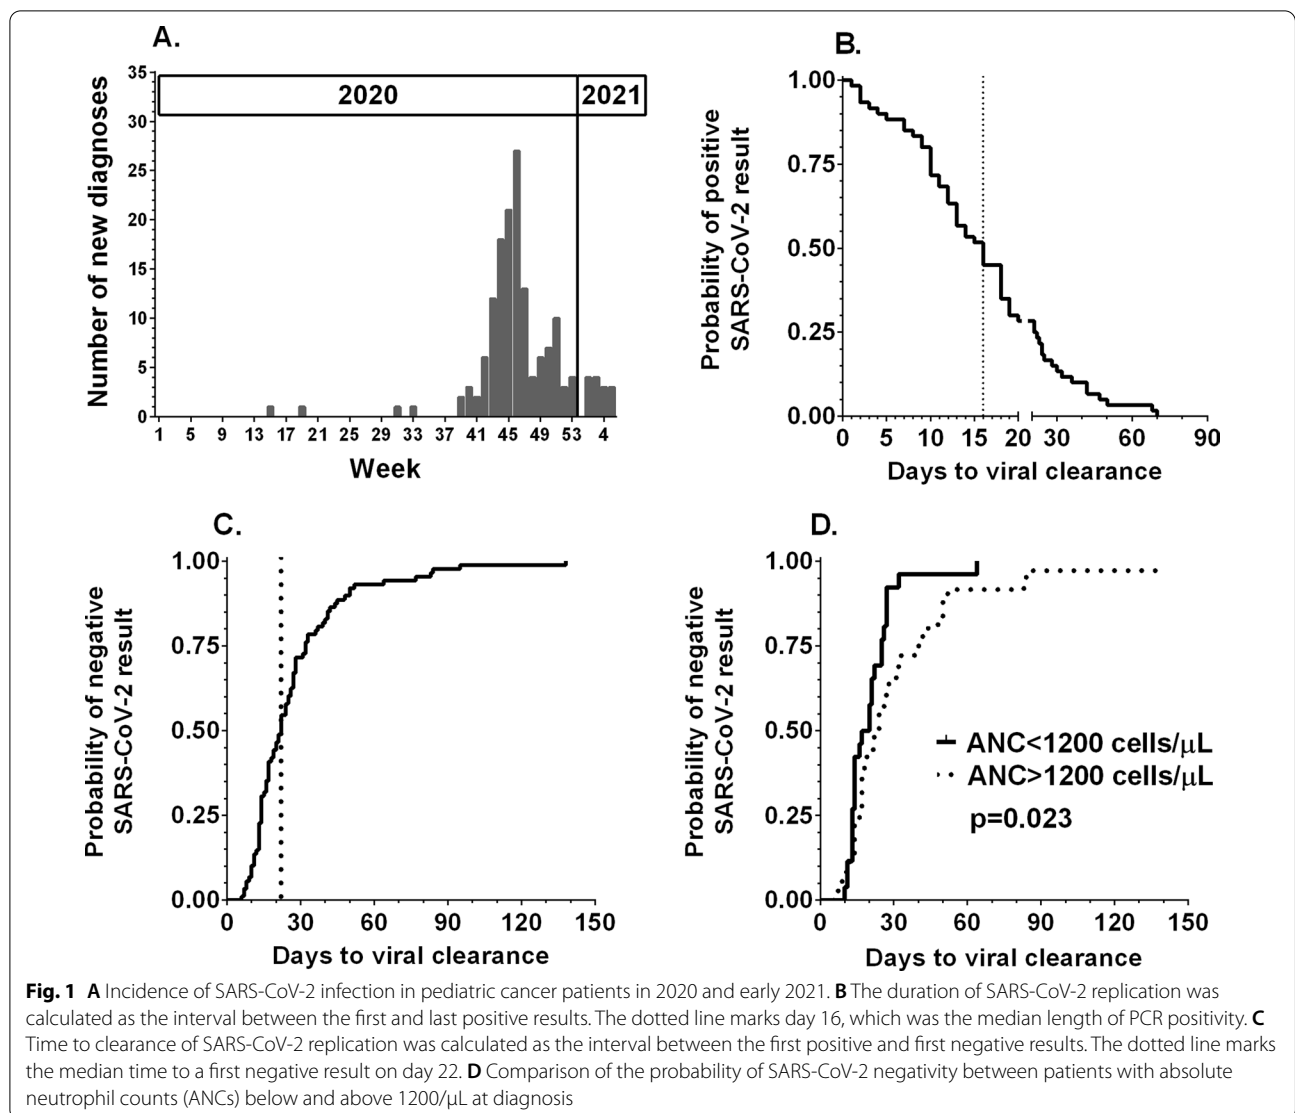 A.
35
30
25
20
15
10
5
0
Number of new diagnoses
2020 2021
1 5 9 13 17 21 25 29 33 37 41 45 49 53 4
Week
B.
1.00
0.75
0.50
0.25
0.00
Probability of positive
SARS-CoV-2 result
0 5 10 15 20 30 60 90
Days to viral clearance
C.
1.00
0.75
0.50
0.25
0.00
Probability of negative
SARS-CoV-2 result
0 30 60 90 120 150
Days to viral clearance
D.
1.00
0.75
0.50
0.25
0.00
Probability of negative
SARS-CoV-2 result
ANC<1200 cells/μL
ANC>1200 cells/μL
p=0.023
0 30 60 90 120 150
Days to viral clearance
Fig. 1 A Incidence of SARS-CoV-2 infection in pediatric cancer patients in 2020 and early 2021. B The duration of SARS-CoV-2 replication was
calculated as the interval between the first and last positive results. The dotted line marks day 16, which was the median length of PCR positivity. C
Time to clearance of SARS-CoV-2 replication was calculated as the interval between the first positive and first negative results. The dotted line marks
the median time to a first negative result on day 22. D Comparison of the probability of SARS-CoV-2 negativity between patients with absolute
neutrophil counts (ANCs) below and above 1200/μL at diagnosis